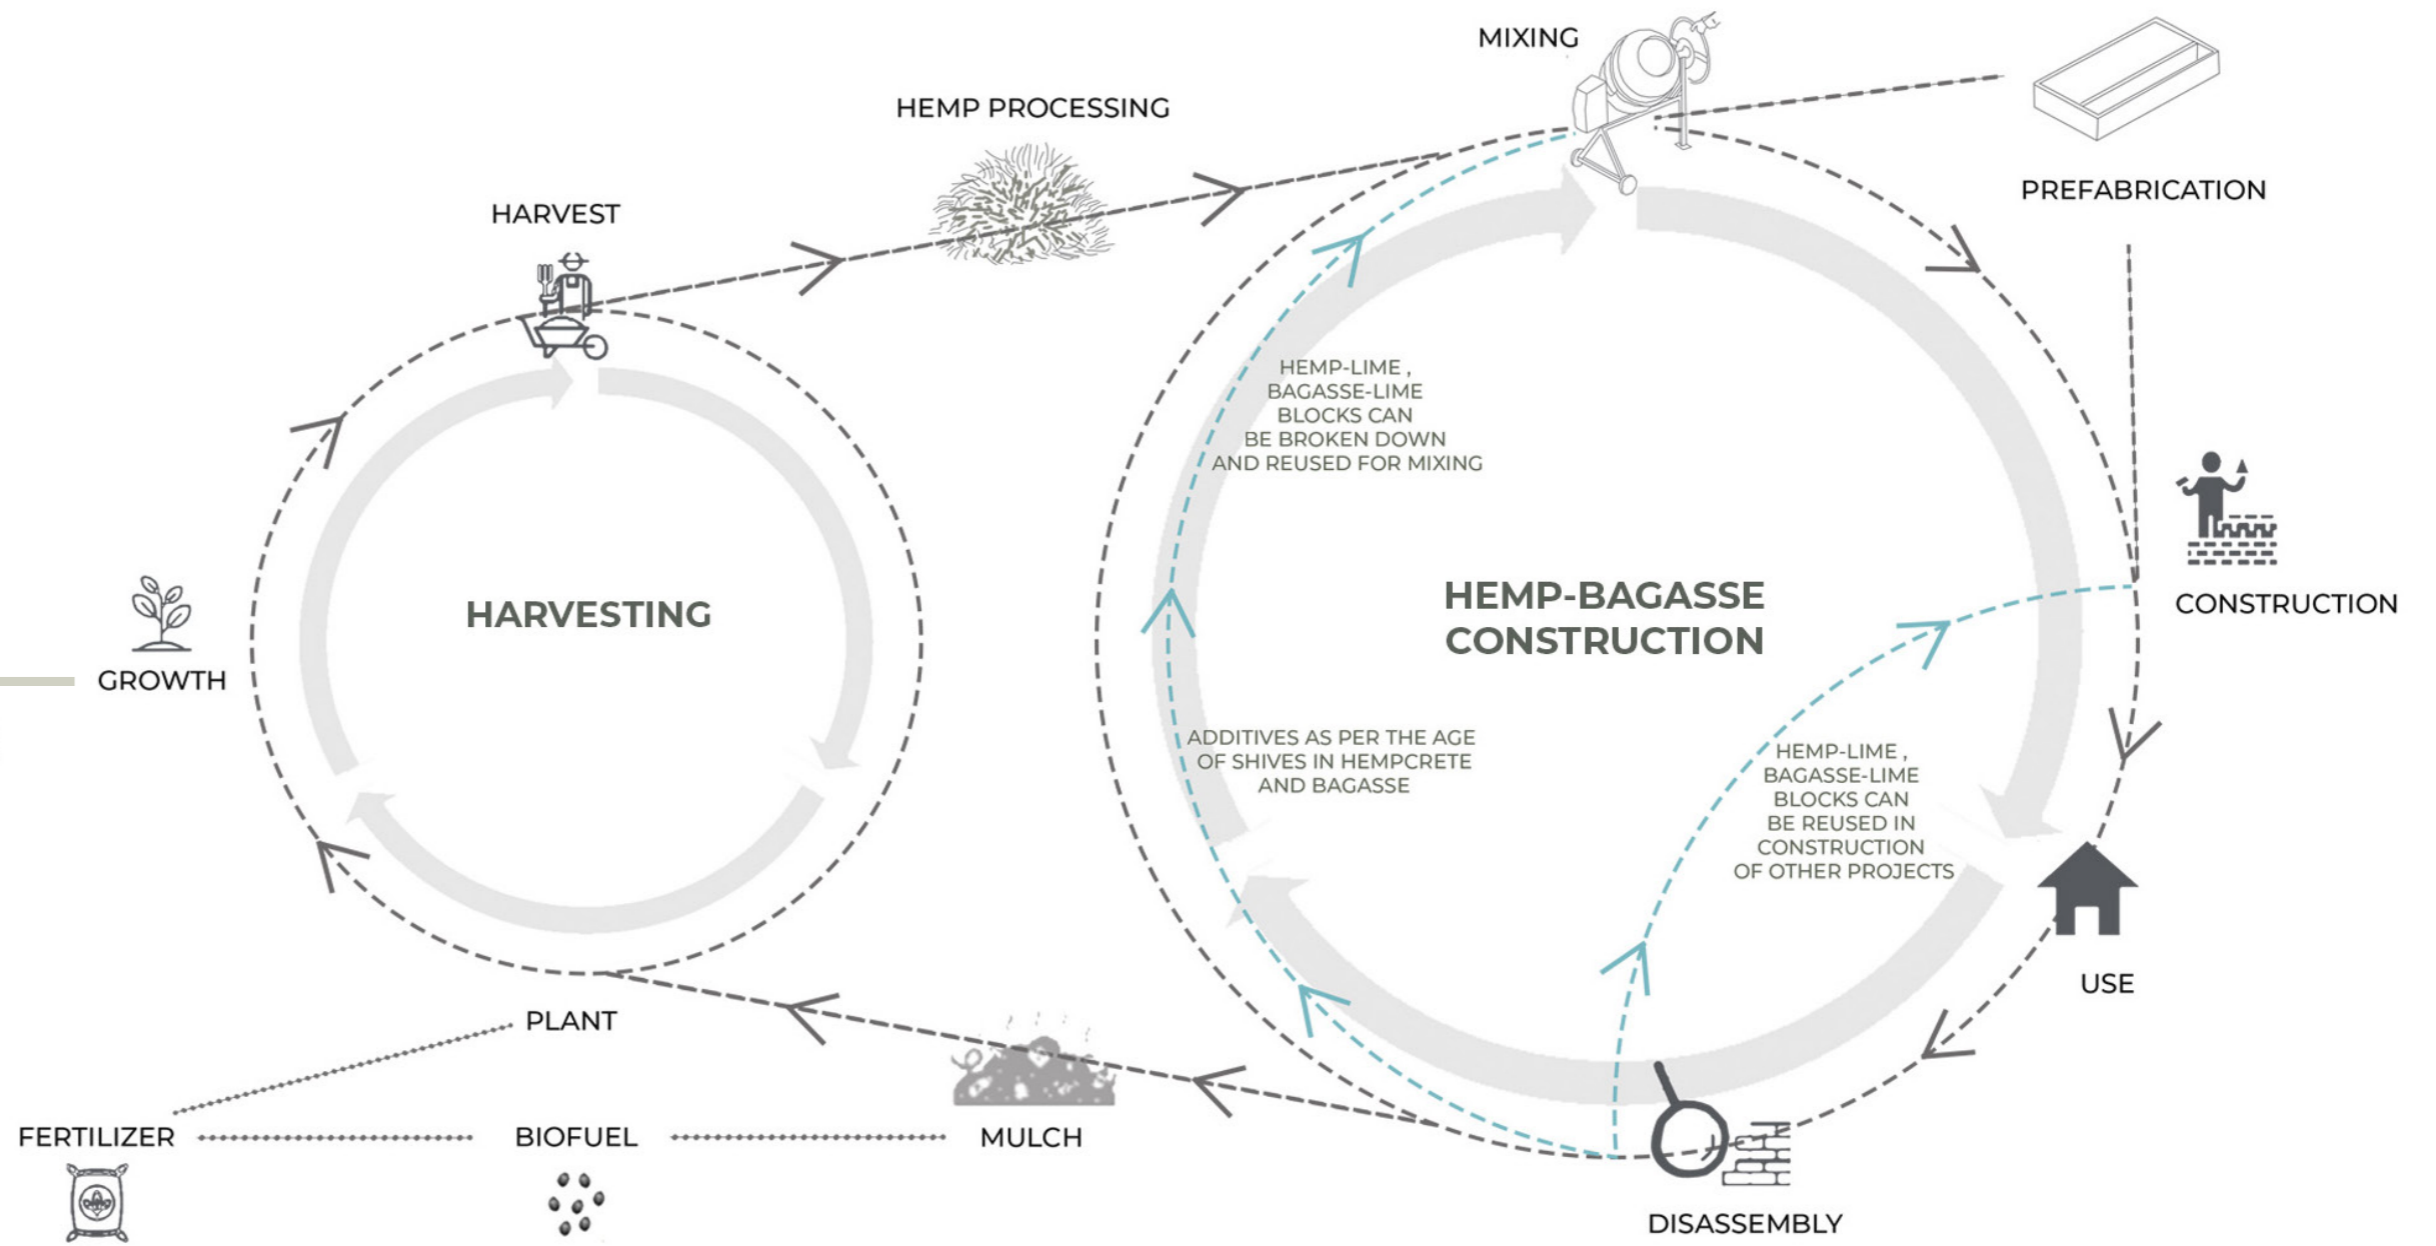 MIXING
HEMP PROCESSING
PREFABRICATION
HARVEST
HEMP-LIME ,
BAGASSE-LIME
BLOCKS CAN
BE BROKEN DOWN
AND REUSED FOR MIXING
HARVESTING
HEMP-BAGASSE
CONSTRUCTION
CONSTRUCTION
GROWTH
ADDITIVES AS PER THE AGE
OF SHIVES IN HEMPCRETE
AND BAGASSE
HEMP-LIME ,
BAGASSE-LIME
BLOCKS CAN
BE REUSED IN
CONSTRUCTION
OF OTHER PROJECTS
USE
PLANT
FERTILIZER
BIOFUEL
MULCH
DISASSEMBLY